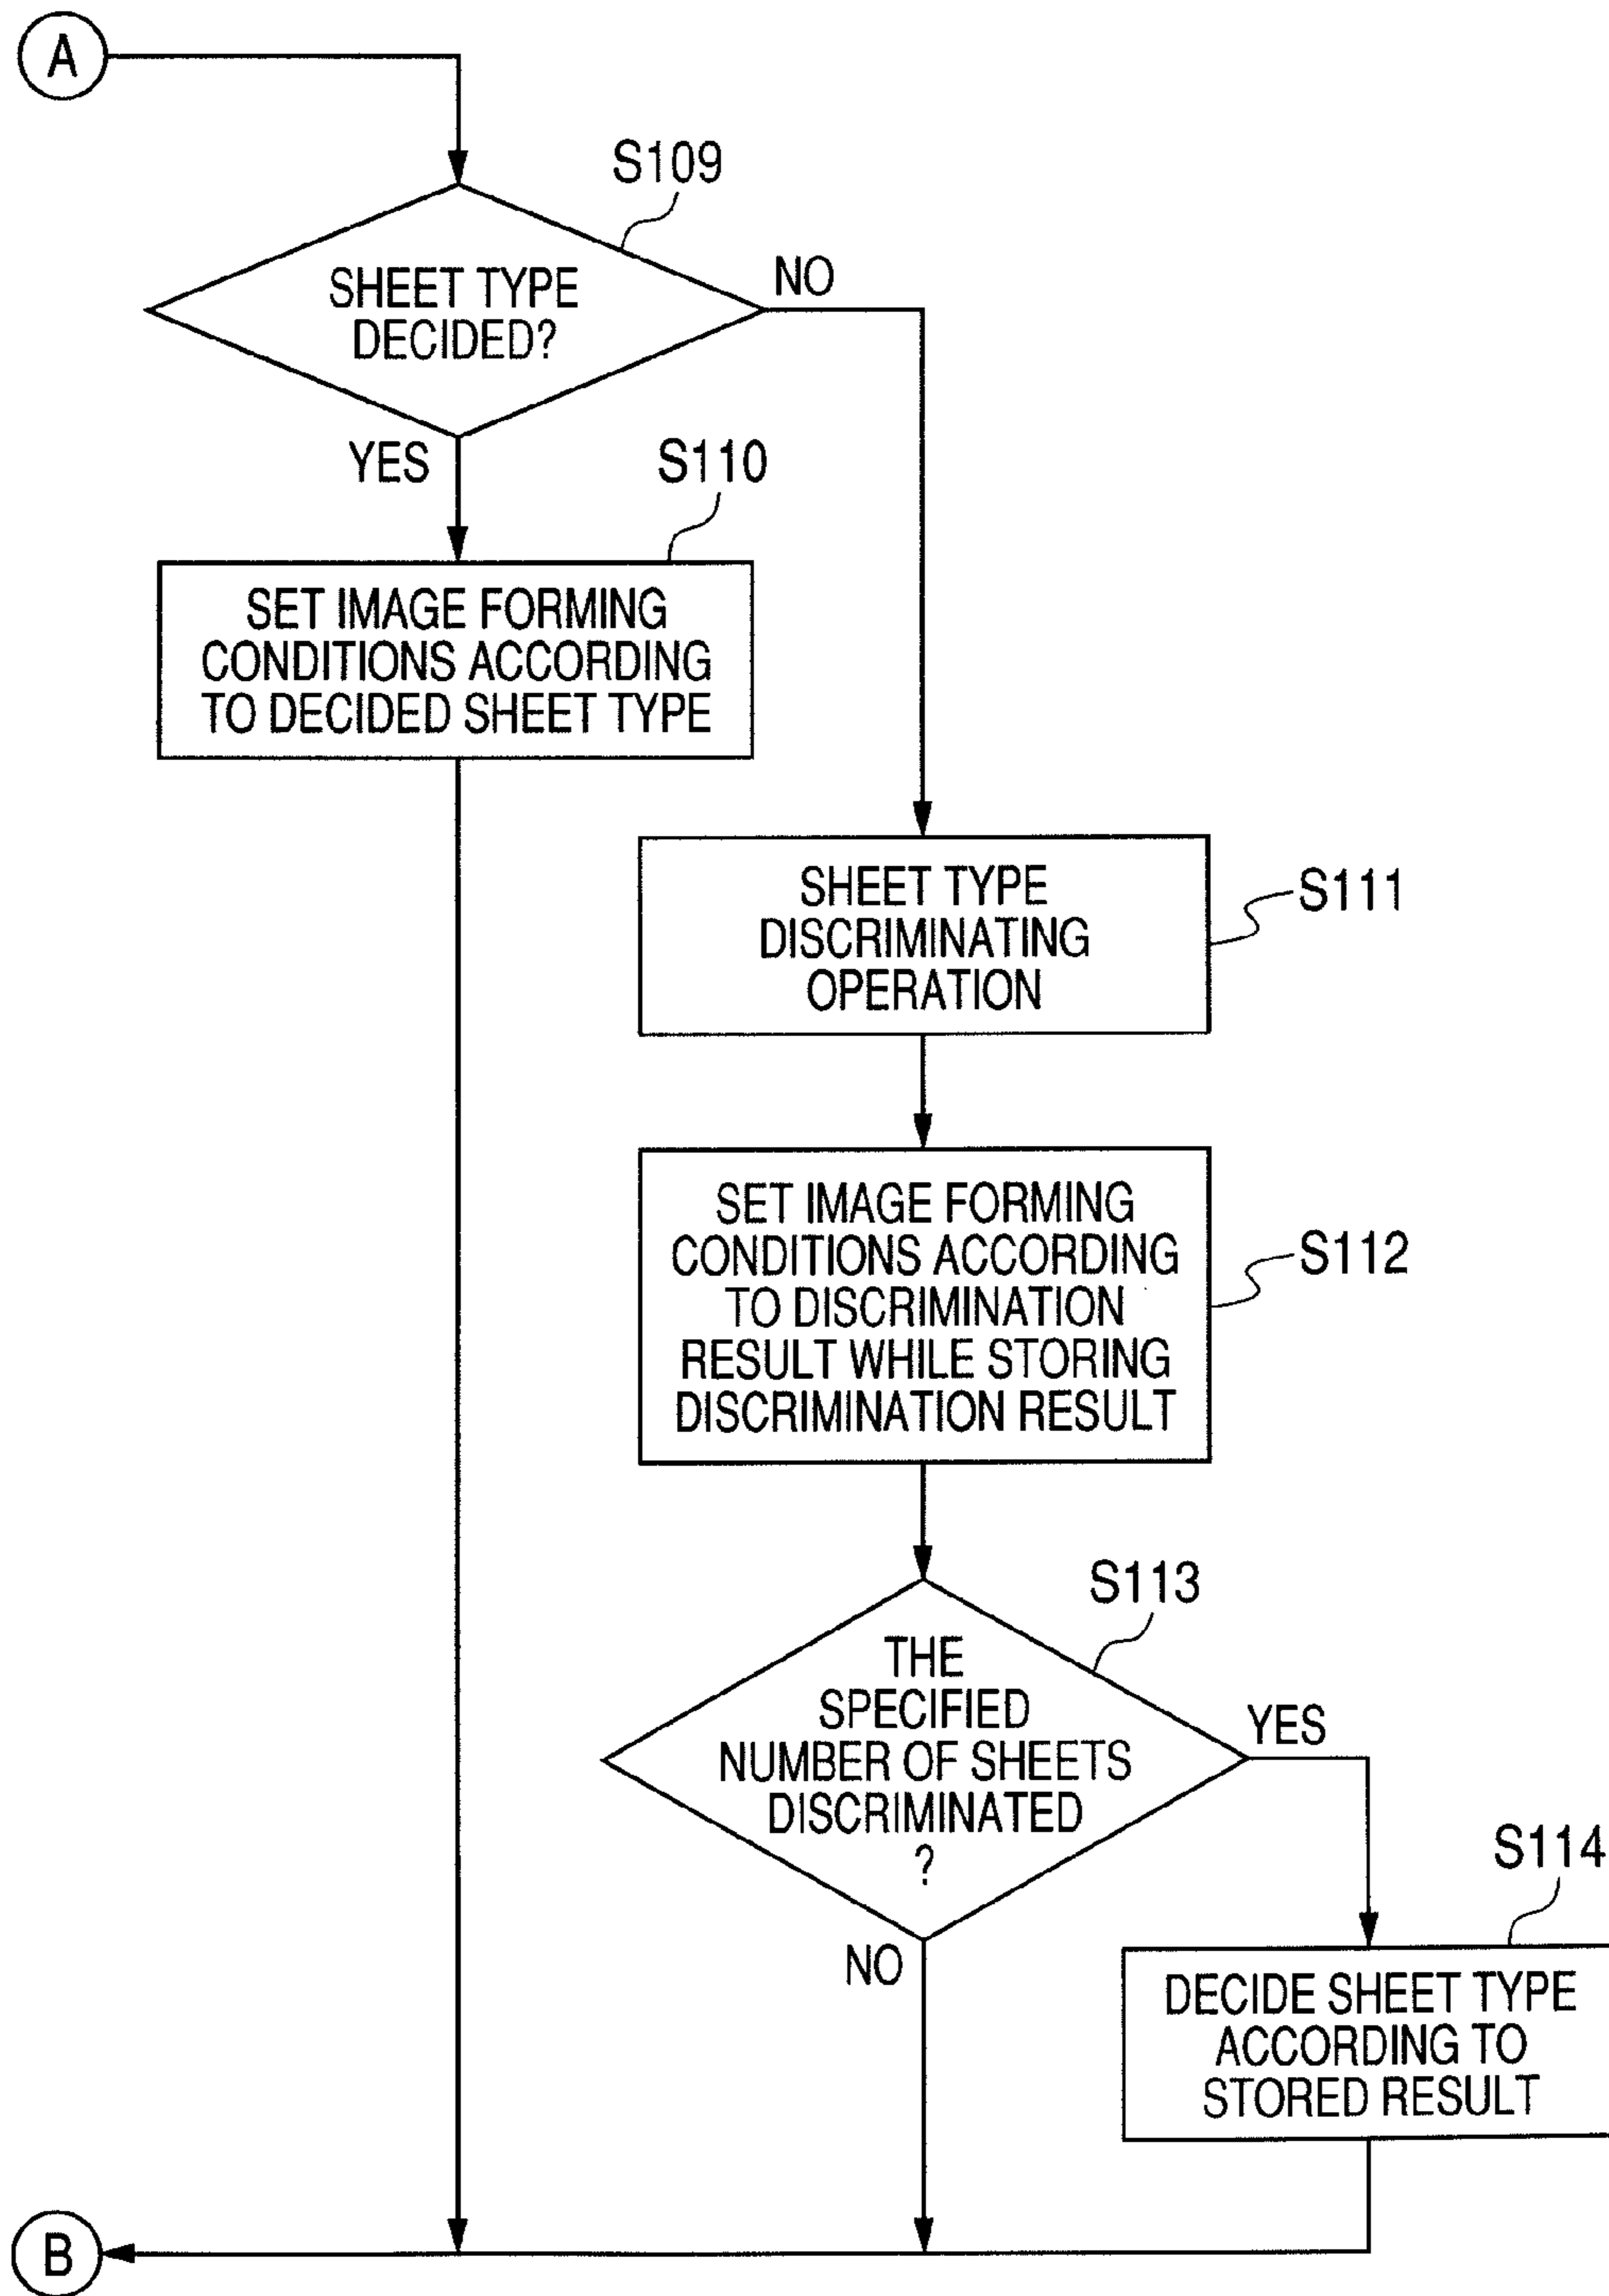 A
S109
SHEET TYPE
DECIDED?
NO
YES
S110
SET IMAGE FORMING
CONDITIONS ACCORDING
TO DECIDED SHEET TYPE
SHEET TYPE
DISCRIMINATING
OPERATION
S111
SET IMAGE FORMING
CONDITIONS ACCORDING
TO DISCRIMINATION
RESULT WHILE STORING
DISCRIMINATION RESULT
S112
S113
THE
SPECIFIED
NUMBER OF SHEETS
DISCRIMINATED
?
YES
NO
S114
DECIDE SHEET TYPE
ACCORDING TO
STORED RESULT
B